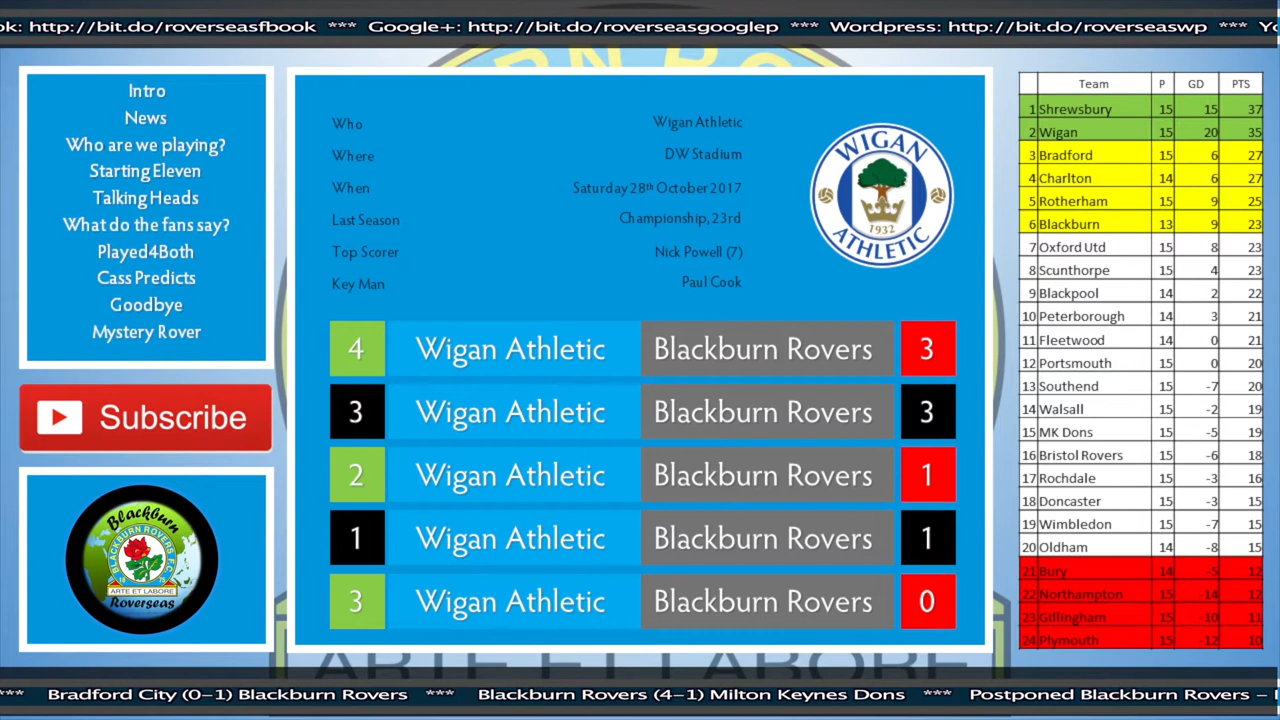 ok: http://bit.do/roverseasfbook *** Google+: http://bit.do/roverseasgooglep *** Wordpress: http://bit.do/roverseaswp *** Yo
Intro
News
Who are we playing?
Starting Eleven
Talking Heads
What do the fans say?
Played4Both
Cass Predicts
Goodbye
Mystery Rover
Subscribe
Blackburn
BLACKBURN ROVERS F.C.
18 75
ARTE ET LABORE
Roverseas
Who Wigan Athletic
Where DW Stadium
When Saturday 28th October 2017
Last Season Championship, 23rd
Top Scorer Nick Powell (7)
Key Man Paul Cook
WIGAN
1932
ATHLETIC
4 Wigan Athletic Blackburn Rovers 3
3 Wigan Athletic Blackburn Rovers 3
2 Wigan Athletic Blackburn Rovers 1
1 Wigan Athletic Blackburn Rovers 1
3 Wigan Athletic Blackburn Rovers 0
ARTE ET LABORE
Team P GD PTS
1 Shrewsbury 15 15 37
2 Wigan 15 20 35
3 Bradford 15 6 27
4 Charlton 14 6 27
5 Rotherham 15 9 25
6 Blackburn 13 9 23
7 Oxford Utd 15 8 23
8 Scunthorpe 15 4 23
9 Blackpool 14 2 22
10 Peterborough 14 3 21
11 Fleetwood 14 0 21
12 Portsmouth 15 0 20
13 Southend 15 -7 20
14 Walsall 15 -2 19
15 MK Dons 15 -5 19
16 Bristol Rovers 15 -6 18
17 Rochdale 15 -3 16
18 Doncaster 15 -3 15
19 Wimbledon 15 -7 15
20 Oldham 14 -8 15
21 Bury 14 -5 12
22 Northampton 15 -14 12
23 Gillingham 15 -10 11
24 Plymouth 15 -12 10
*** Bradford City (0-1) Blackburn Rovers *** Blackburn Rovers (4-1) Milton Keynes Dons *** Postponed Blackburn Rovers –